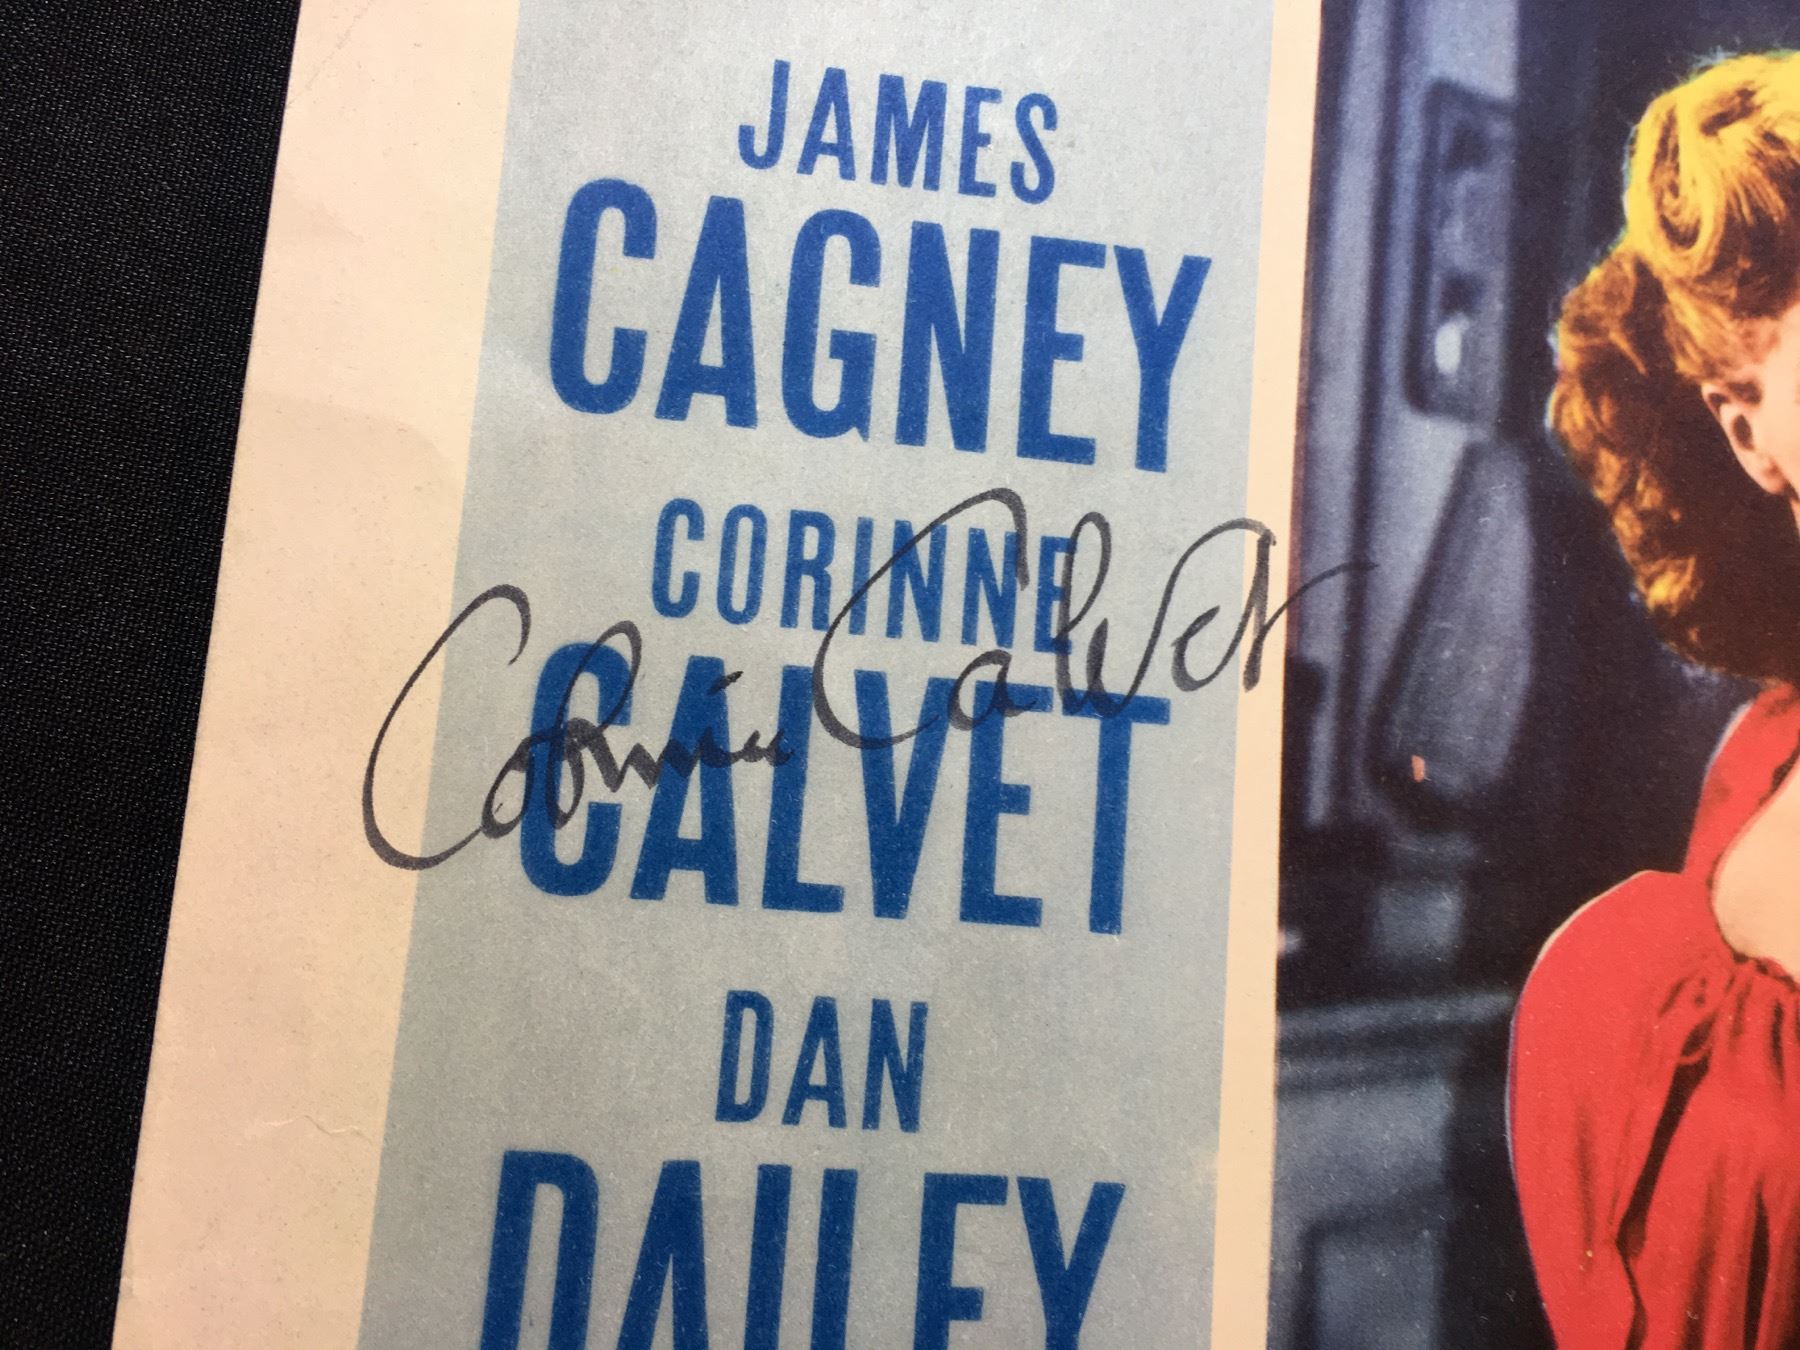 JAMES
CAGNEY
CORINNE
CALVET
Corinne Calvet
DAN
DAILEY